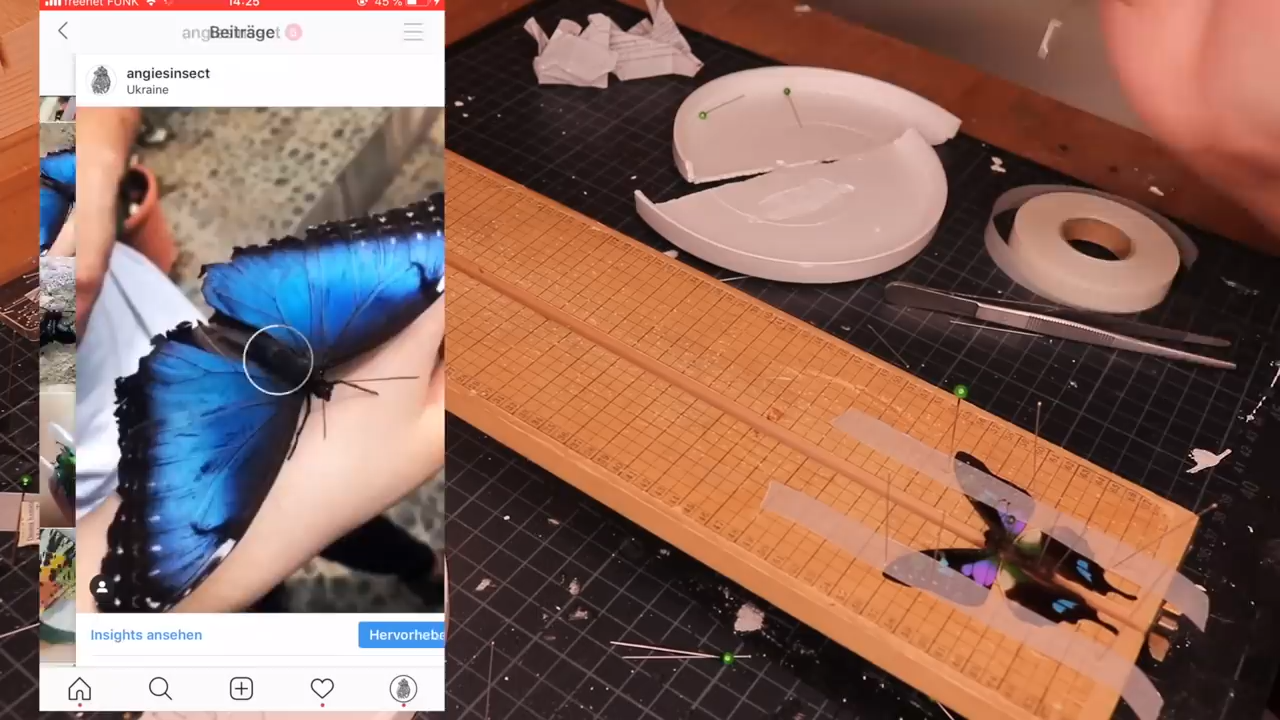 freenet FUNK
14:25
45 %
Beiträge
angiesinsect
Ukraine
Insights ansehen
Hervorhebe